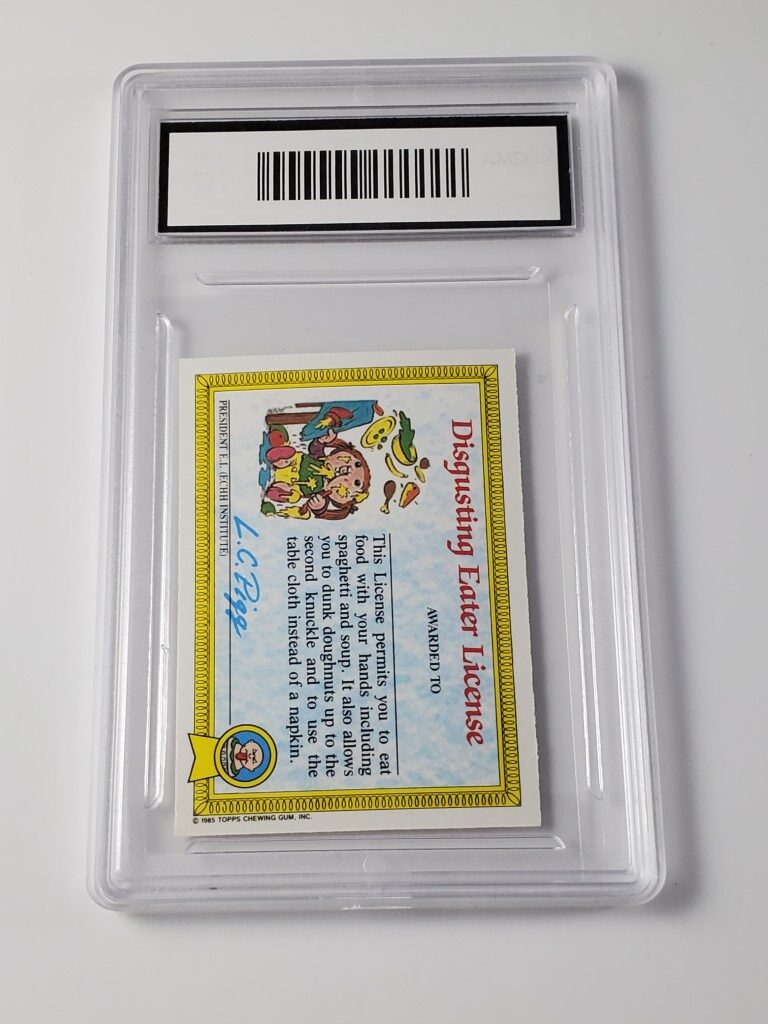 Disgusting Eater License
AWARDED TO
This License permits you to eat
food with your hands including
spaghetti and soup. It also allows
you to dunk doughnuts up to the
second knuckle and to use the
table cloth instead of a napkin.
L.C. Pigg
PRESIDENT E.I. (ECHH INSTITUTE)
© 1985 TOPPS CHEWING GUM, INC.